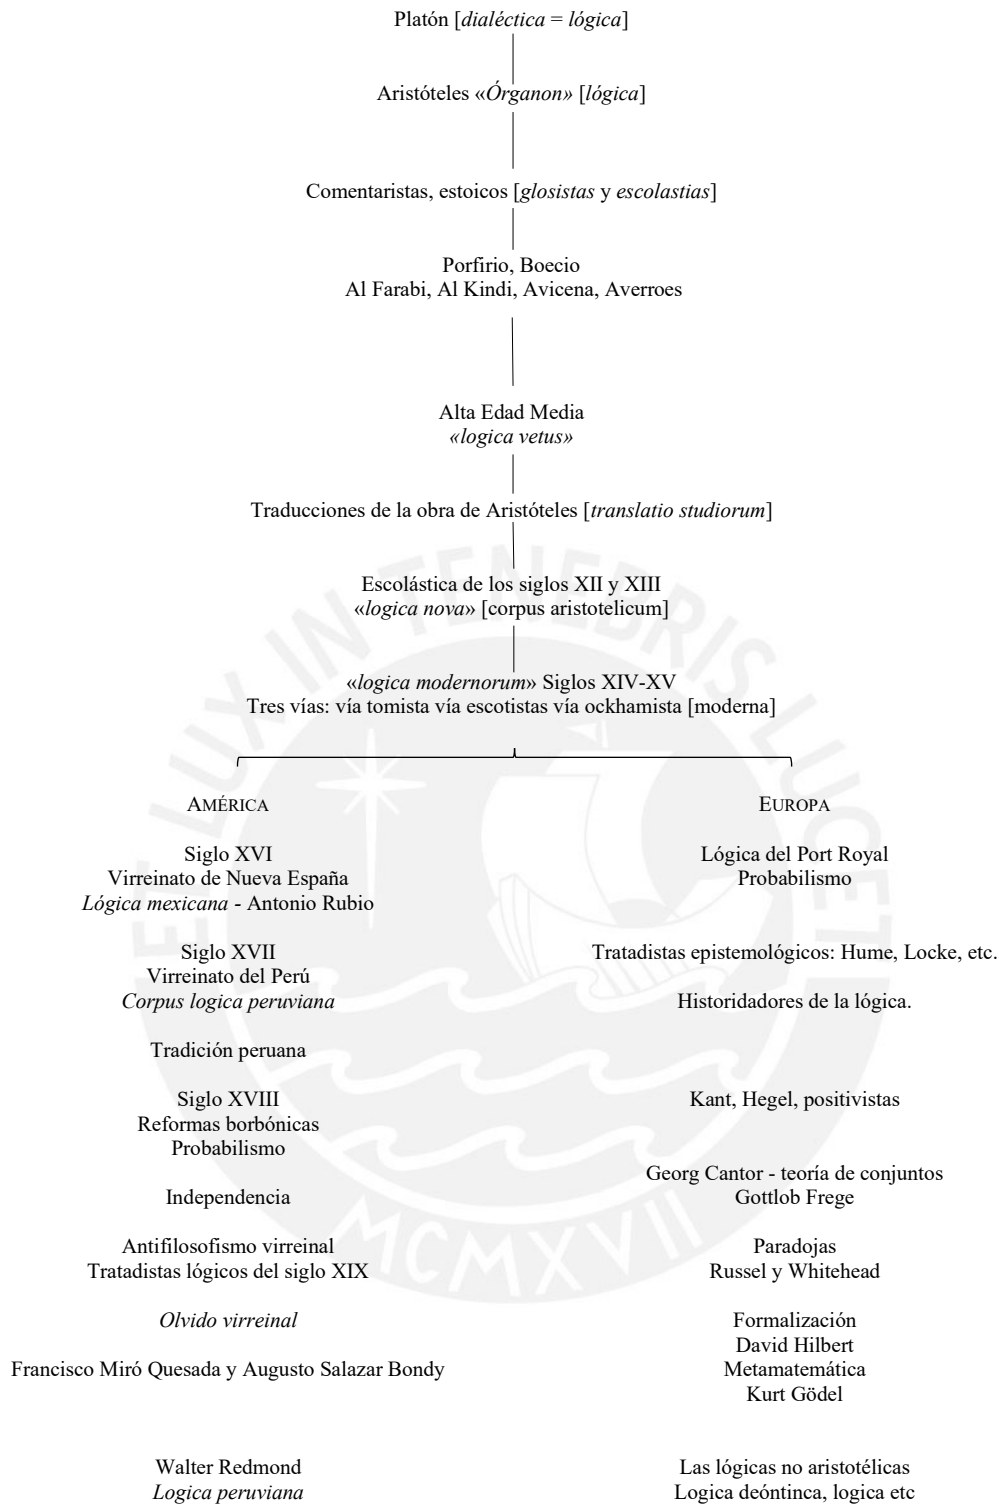 Platón [dialéctica = lógica]
Aristóteles «Órganon» [lógica]
Comentaristas, estoicos [glosistas y escolastias]
Porfirio, Boecio
Al Farabi, Al Kindi, Avicena, Averroes
Alta Edad Media
«logica vetus»
Traducciones de la obra de Aristóteles [translatio studiorum]
Escolástica de los siglos XII y XIII
«logica nova» [corpus aristotelicum]
«logica modernorum» Siglos XIV-XV
Tres vías: vía tomista vía escotistas vía ockhamista [moderna]
AMÉRICA
Siglo XVI
Virreinato de Nueva España
Lógica mexicana - Antonio Rubio
Siglo XVII
Virreinato del Perú
Corpus logica peruviana
Tradición peruana
Siglo XVIII
Reformas borbónicas
Probabilismo
Independencia
Antifilosofismo virreinal
Tratadistas lógicos del siglo XIX
Olvido virreinal
Francisco Miró Quesada y Augusto Salazar Bondy
Walter Redmond
Logica peruviana
EUROPA
Lógica del Port Royal
Probabilismo
Tratadistas epistemológicos: Hume, Locke, etc.
Historidadores de la lógica.
Kant, Hegel, positivistas
Georg Cantor - teoría de conjuntos
Gottlob Frege
Paradojas
Russel y Whitehead
Formalización
David Hilbert
Metamatemática
Kurt Gödel
Las lógicas no aristotélicas
Logica deóntinca, logica etc
ET LUX IN TENEBRIS LUCET
MCMXVII